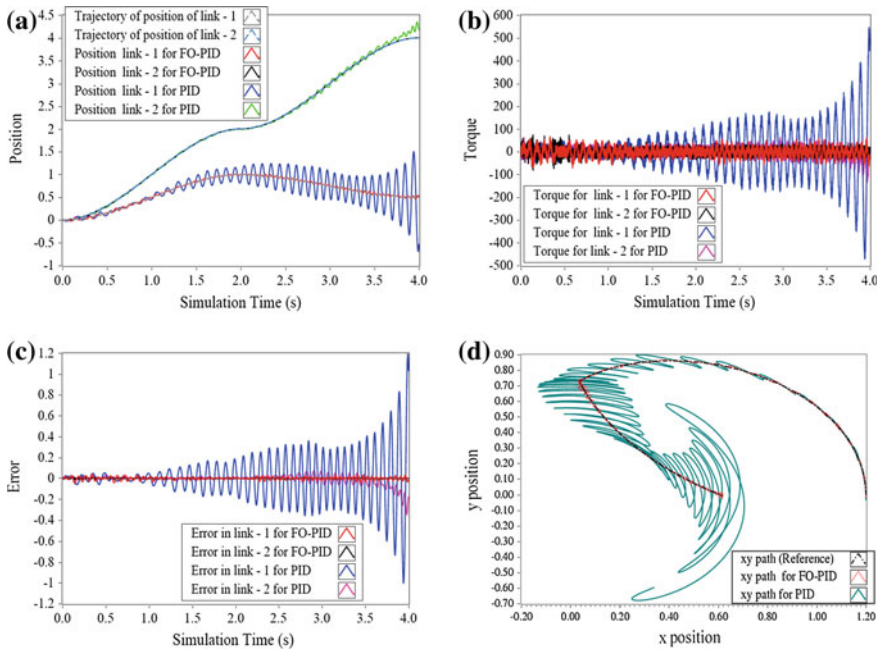 (a)
Trajectory of position of link - 1
Trajectory of position of link - 2
Position link - 1 for FO-PID
Position link - 2 for FO-PID
Position link - 1 for PID
Position link - 2 for PID
4.5
4
3.5
3
2.5
2
1.5
1
0.5
0
0.5
-1
Position
0.0 0.5 1.0 1.5 2.0 2.5 3.0 3.5 4.0
Simulation Time (s)
(b)
600
500
400
300
200
100
0
-100
-200
-300
-400
-500
Torque
Torque for link - 1 for FO-PID
Torque for link - 2 for FO-PID
Torque for link - 1 for PID
Torque for link - 2 for PID
0.0 0.5 1.0 1.5 2.0 2.5 3.0 3.5 4.0
Simulation Time (s)
(c)
1.2
1
0.8
0.6
0.4
0.2
0
-0.2
-0.4
-0.6
-0.8
-1
-1.2
Error
Error in link - 1 for FO-PID
Error in link - 2 for FO-PID
Error in link - 1 for PID
Error in link - 2 for PID
0.0 0.5 1.0 1.5 2.0 2.5 3.0 3.5 4.0
Simulation Time (s)
(d)
0.90
0.80
0.70
0.60
0.50
0.40
0.30
0.20
0.10
0.00
-0.10
-0.20
-0.30
-0.40
-0.50
-0.60
-0.70
y position
xy path (Reference)
xy path for FO-PID
xy path for PID
-0.20 0.00 0.20 0.40 0.60 0.80 1.00 1.20
x position